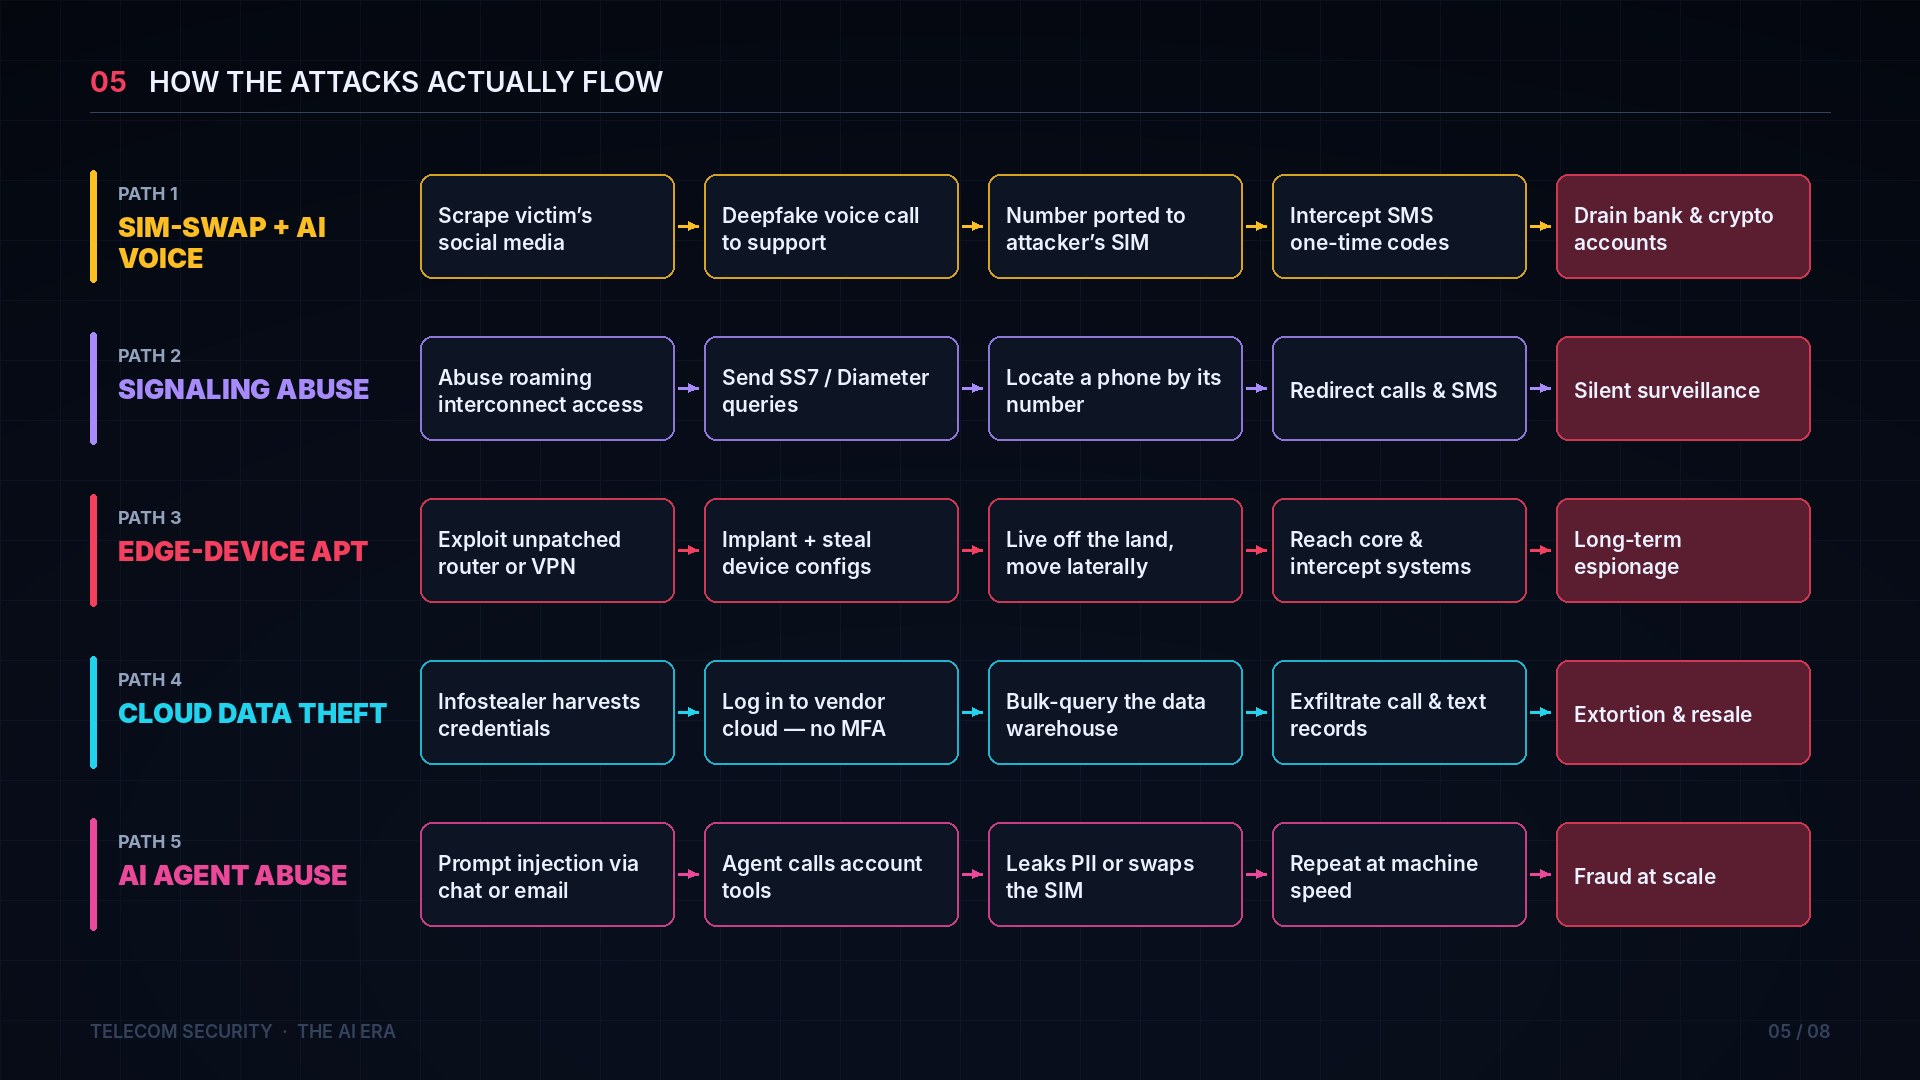 05 HOW THE ATTACKS ACTUALLY FLOW
PATH 1
SIM-SWAP + AI
VOICE
Scrape victim’s
social media
Deepfake voice call
to support
Number ported to
attacker’s SIM
Intercept SMS
one-time codes
Drain bank & crypto
accounts
PATH 2
SIGNALING ABUSE
Abuse roaming
interconnect access
Send SS7 / Diameter
queries
Locate a phone by its
number
Redirect calls & SMS
Silent surveillance
PATH 3
EDGE-DEVICE APT
Exploit unpatched
router or VPN
Implant + steal
device configs
Live off the land,
move laterally
Reach core &
intercept systems
Long-term
espionage
PATH 4
CLOUD DATA THEFT
Infostealer harvests
credentials
Log in to vendor
cloud — no MFA
Bulk-query the data
warehouse
Exfiltrate call & text
records
Extortion & resale
PATH 5
AI AGENT ABUSE
Prompt injection via
chat or email
Agent calls account
tools
Leaks PII or swaps
the SIM
Repeat at machine
speed
Fraud at scale
TELECOM SECURITY · THE AI ERA
05 / 08